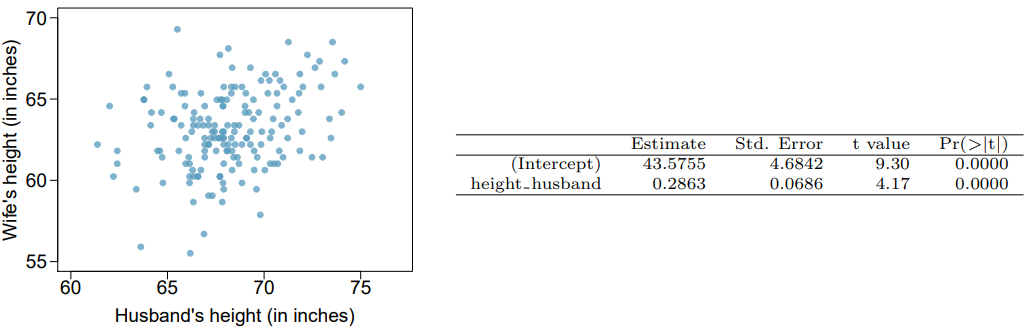 70
65
60
55
Wife's height (in inches)
60 65 70 75
Husband's height (in inches)
Estimate Std. Error t value Pr(>|t|)
(Intercept) 43.5755 4.6842 9.30 0.0000
height_husband 0.2863 0.0686 4.17 0.0000